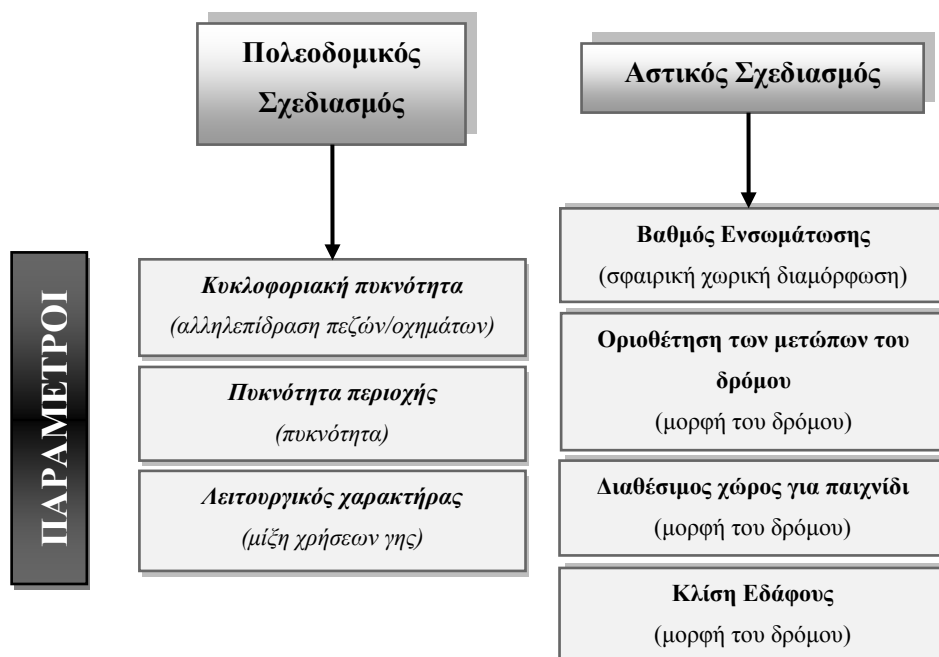 Πολεοδομικός
Σχεδιασμός
Αστικός Σχεδιασμός
ΠΑΡΑΜΕΤΡΟΙ
Κυκλοφοριακή πυκνότητα
(αλληλεπίδραση πεζών/οχημάτων)
Πυκνότητα περιοχής
(πυκνότητα)
Λειτουργικός χαρακτήρας
(μίξη χρήσεων γης)
Βαθμός Ενσωμάτωσης
(σφαιρική χωρική διαμόρφωση)
Οριοθέτηση των μετώπων του
δρόμου
(μορφή του δρόμου)
Διαθέσιμος χώρος για παιχνίδι
(μορφή του δρόμου)
Κλίση Εδάφους
(μορφή του δρόμου)